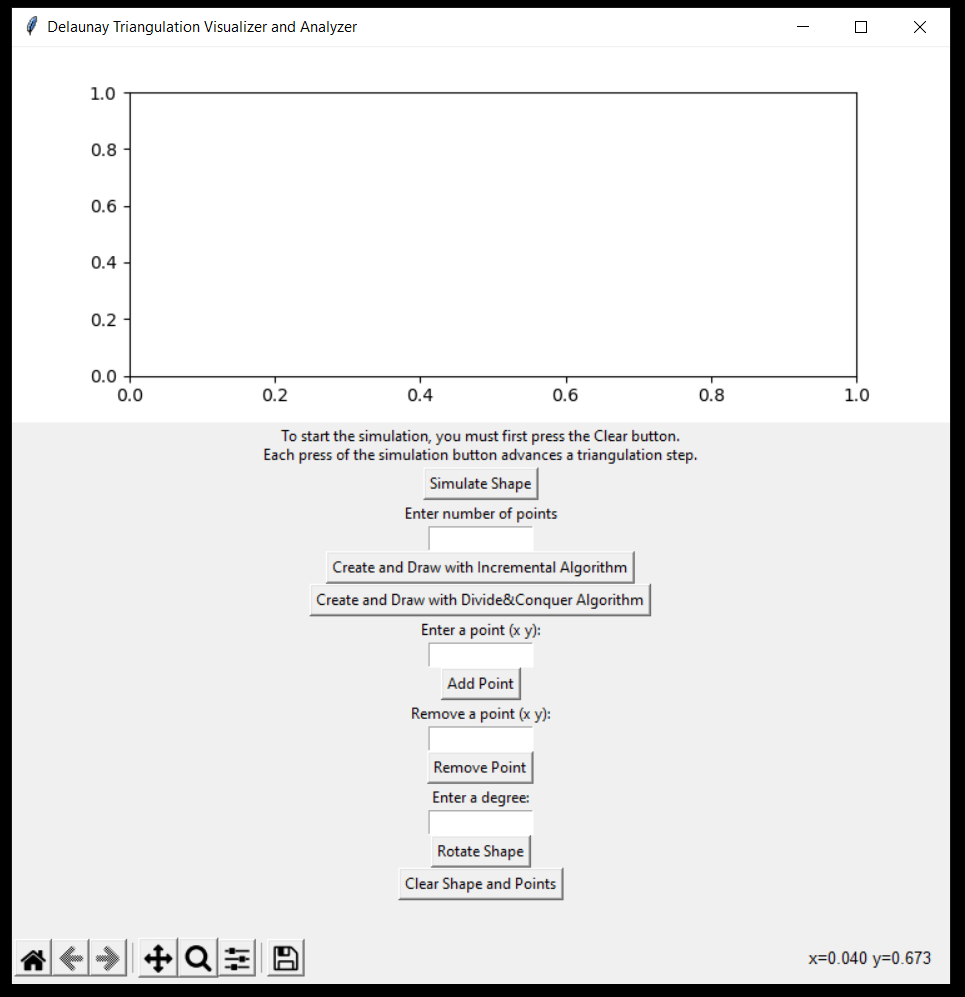 Delaunay Triangulation Visualizer and Analyzer
1.0
0.8
0.6
0.4
0.2
0.0
0.0 0.2 0.4 0.6 0.8 1.0
To start the simulation, you must first press the Clear button.
Each press of the simulation button advances a triangulation step.
Simulate Shape
Enter number of points
Create and Draw with Incremental Algorithm
Create and Draw with Divide&Conquer Algorithm
Enter a point (x y):
Add Point
Remove a point (x y):
Remove Point
Enter a degree:
Rotate Shape
Clear Shape and Points
x=0.040 y=0.673